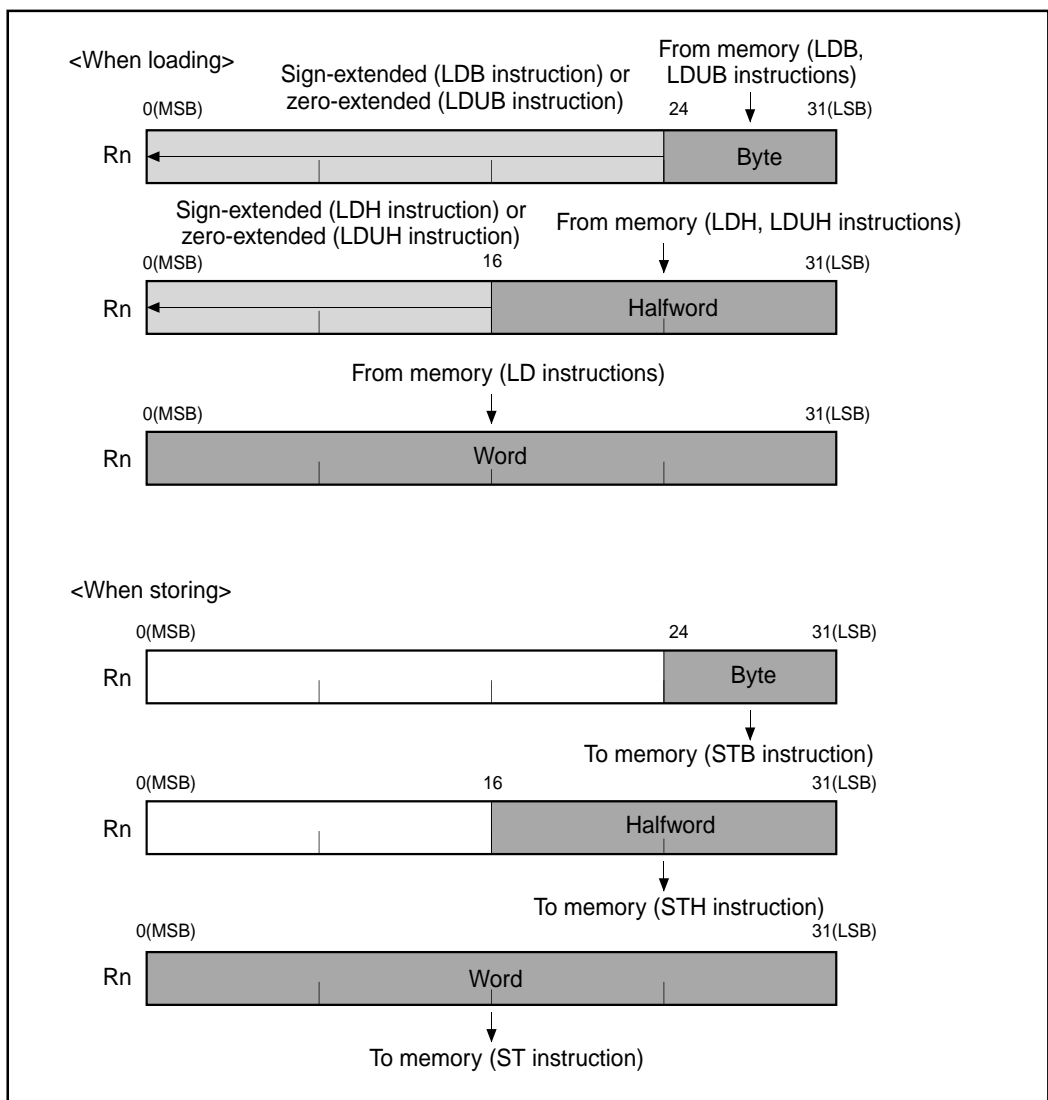 <When loading>
From memory (LDB,
LDUB instructions)
Sign-extended (LDB instruction) or
zero-extended (LDUB instruction)
0(MSB) 24 31(LSB)
Rn Byte
Sign-extended (LDH instruction) or
zero-extended (LDUH instruction)
From memory (LDH, LDUH instructions)
0(MSB) 16 31(LSB)
Rn Halfword
From memory (LD instructions)
0(MSB) 31(LSB)
Rn Word
<When storing>
0(MSB) 24 31(LSB)
Rn Byte
To memory (STB instruction)
0(MSB) 16 31(LSB)
Rn Halfword
To memory (STH instruction)
0(MSB) 31(LSB)
Rn Word
To memory (ST instruction)